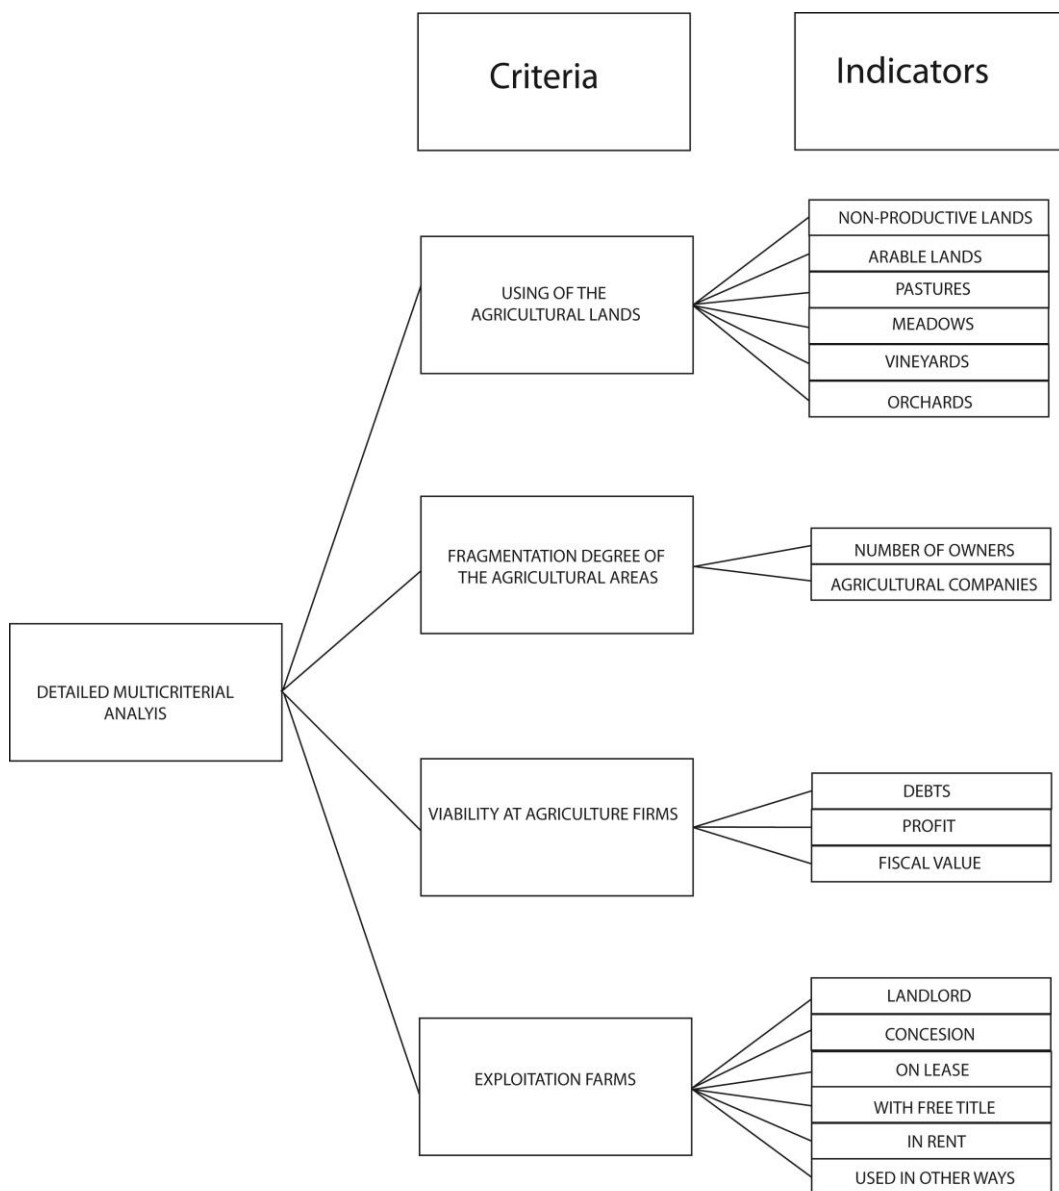 Criteria
Indicators
USING OF THE
AGRICULTURAL LANDS
NON-PRODUCTIVE LANDS
ARABLE LANDS
PASTURES
MEADOWS
VINEYARDS
ORCHARDS
FRAGMENTATION DEGREE OF
THE AGRICULTURAL AREAS
NUMBER OF OWNERS
AGRICULTURAL COMPANIES
DETAILED MULTICRITERIAL
ANALYIS
VIABILITY AT AGRICULTURE FIRMS
DEBTS
PROFIT
FISCAL VALUE
EXPLOITATION FARMS
LANDLORD
CONCESION
ON LEASE
WITH FREE TITLE
IN RENT
USED IN OTHER WAYS